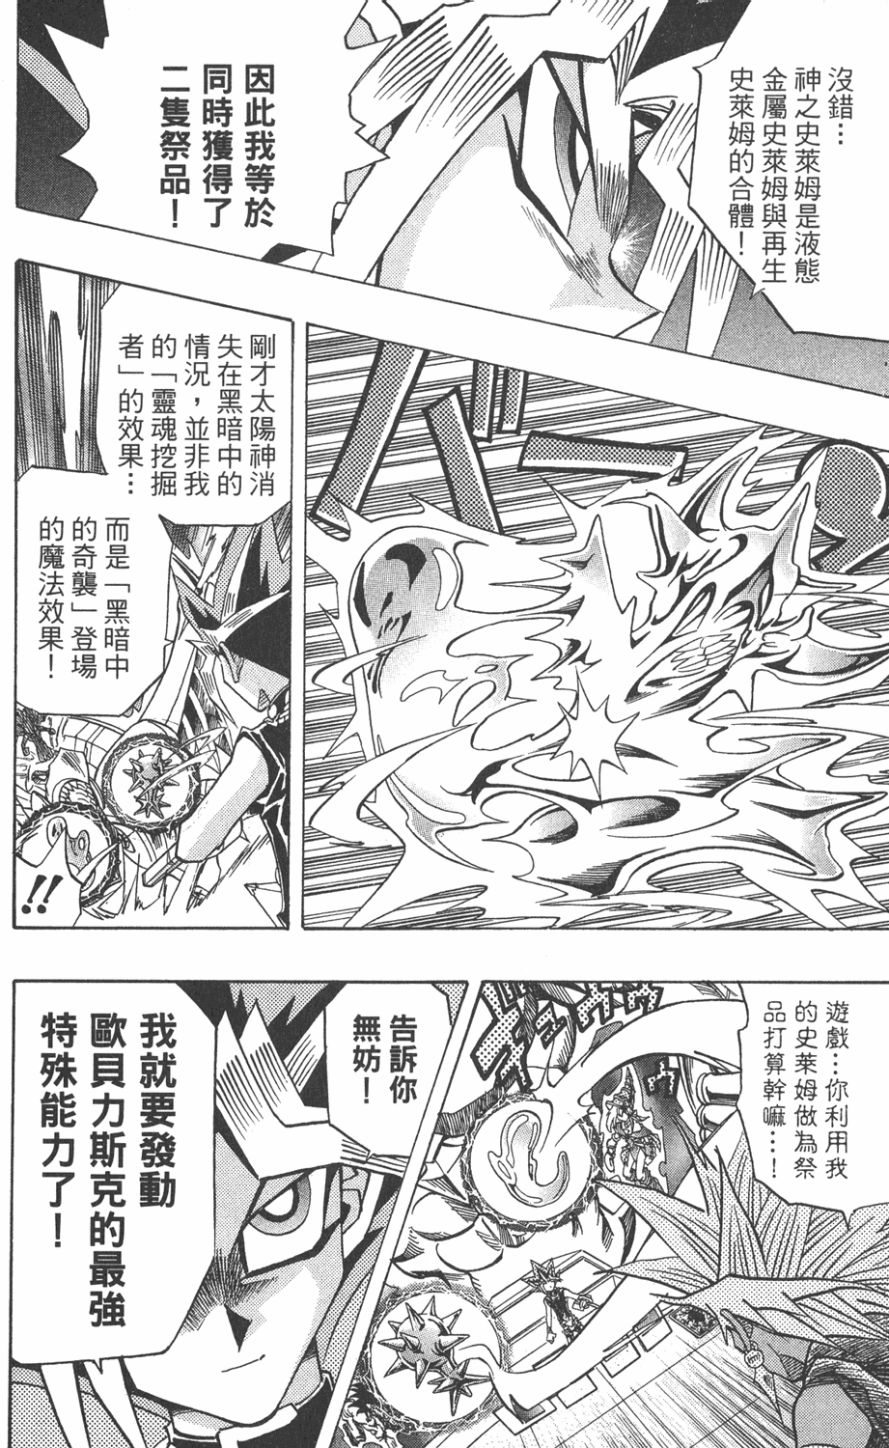 沒錯…
神之史萊姆是液態
金屬史萊姆與再生
史萊姆的合體！
因此我等於
同時獲得了
二隻祭品！
剛才太陽神消
失在黑暗中的
情況，並非我
的「靈魂挖掘
者」的效果…
而是「黑暗中
的奇襲」登場
的魔法效果！
!!
遊戲…你利用我
的史萊姆做為祭
品打算幹嘛…！
告訴你
無妨！
我就要發動
歐貝力斯克的最強
特殊能力了！